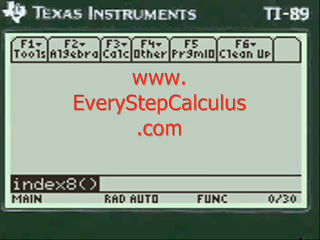 TEXAS INSTRUMENTS TI-89
F1▾ F2▾ F3▾ F4▾ F5 F6▾
Tools Algebra Calc Other PrgmIO Clean Up
www.
EveryStepCalculus
.com
index8()
MAIN RAD AUTO FUNC 0/30